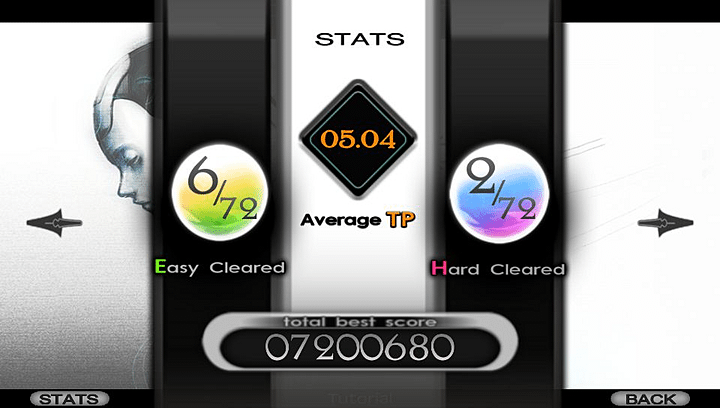 STATS
05.04
Average TP
6/72
Easy Cleared
2/72
Hard Cleared
total best score
07200680
STATS
Tutorial
BACK